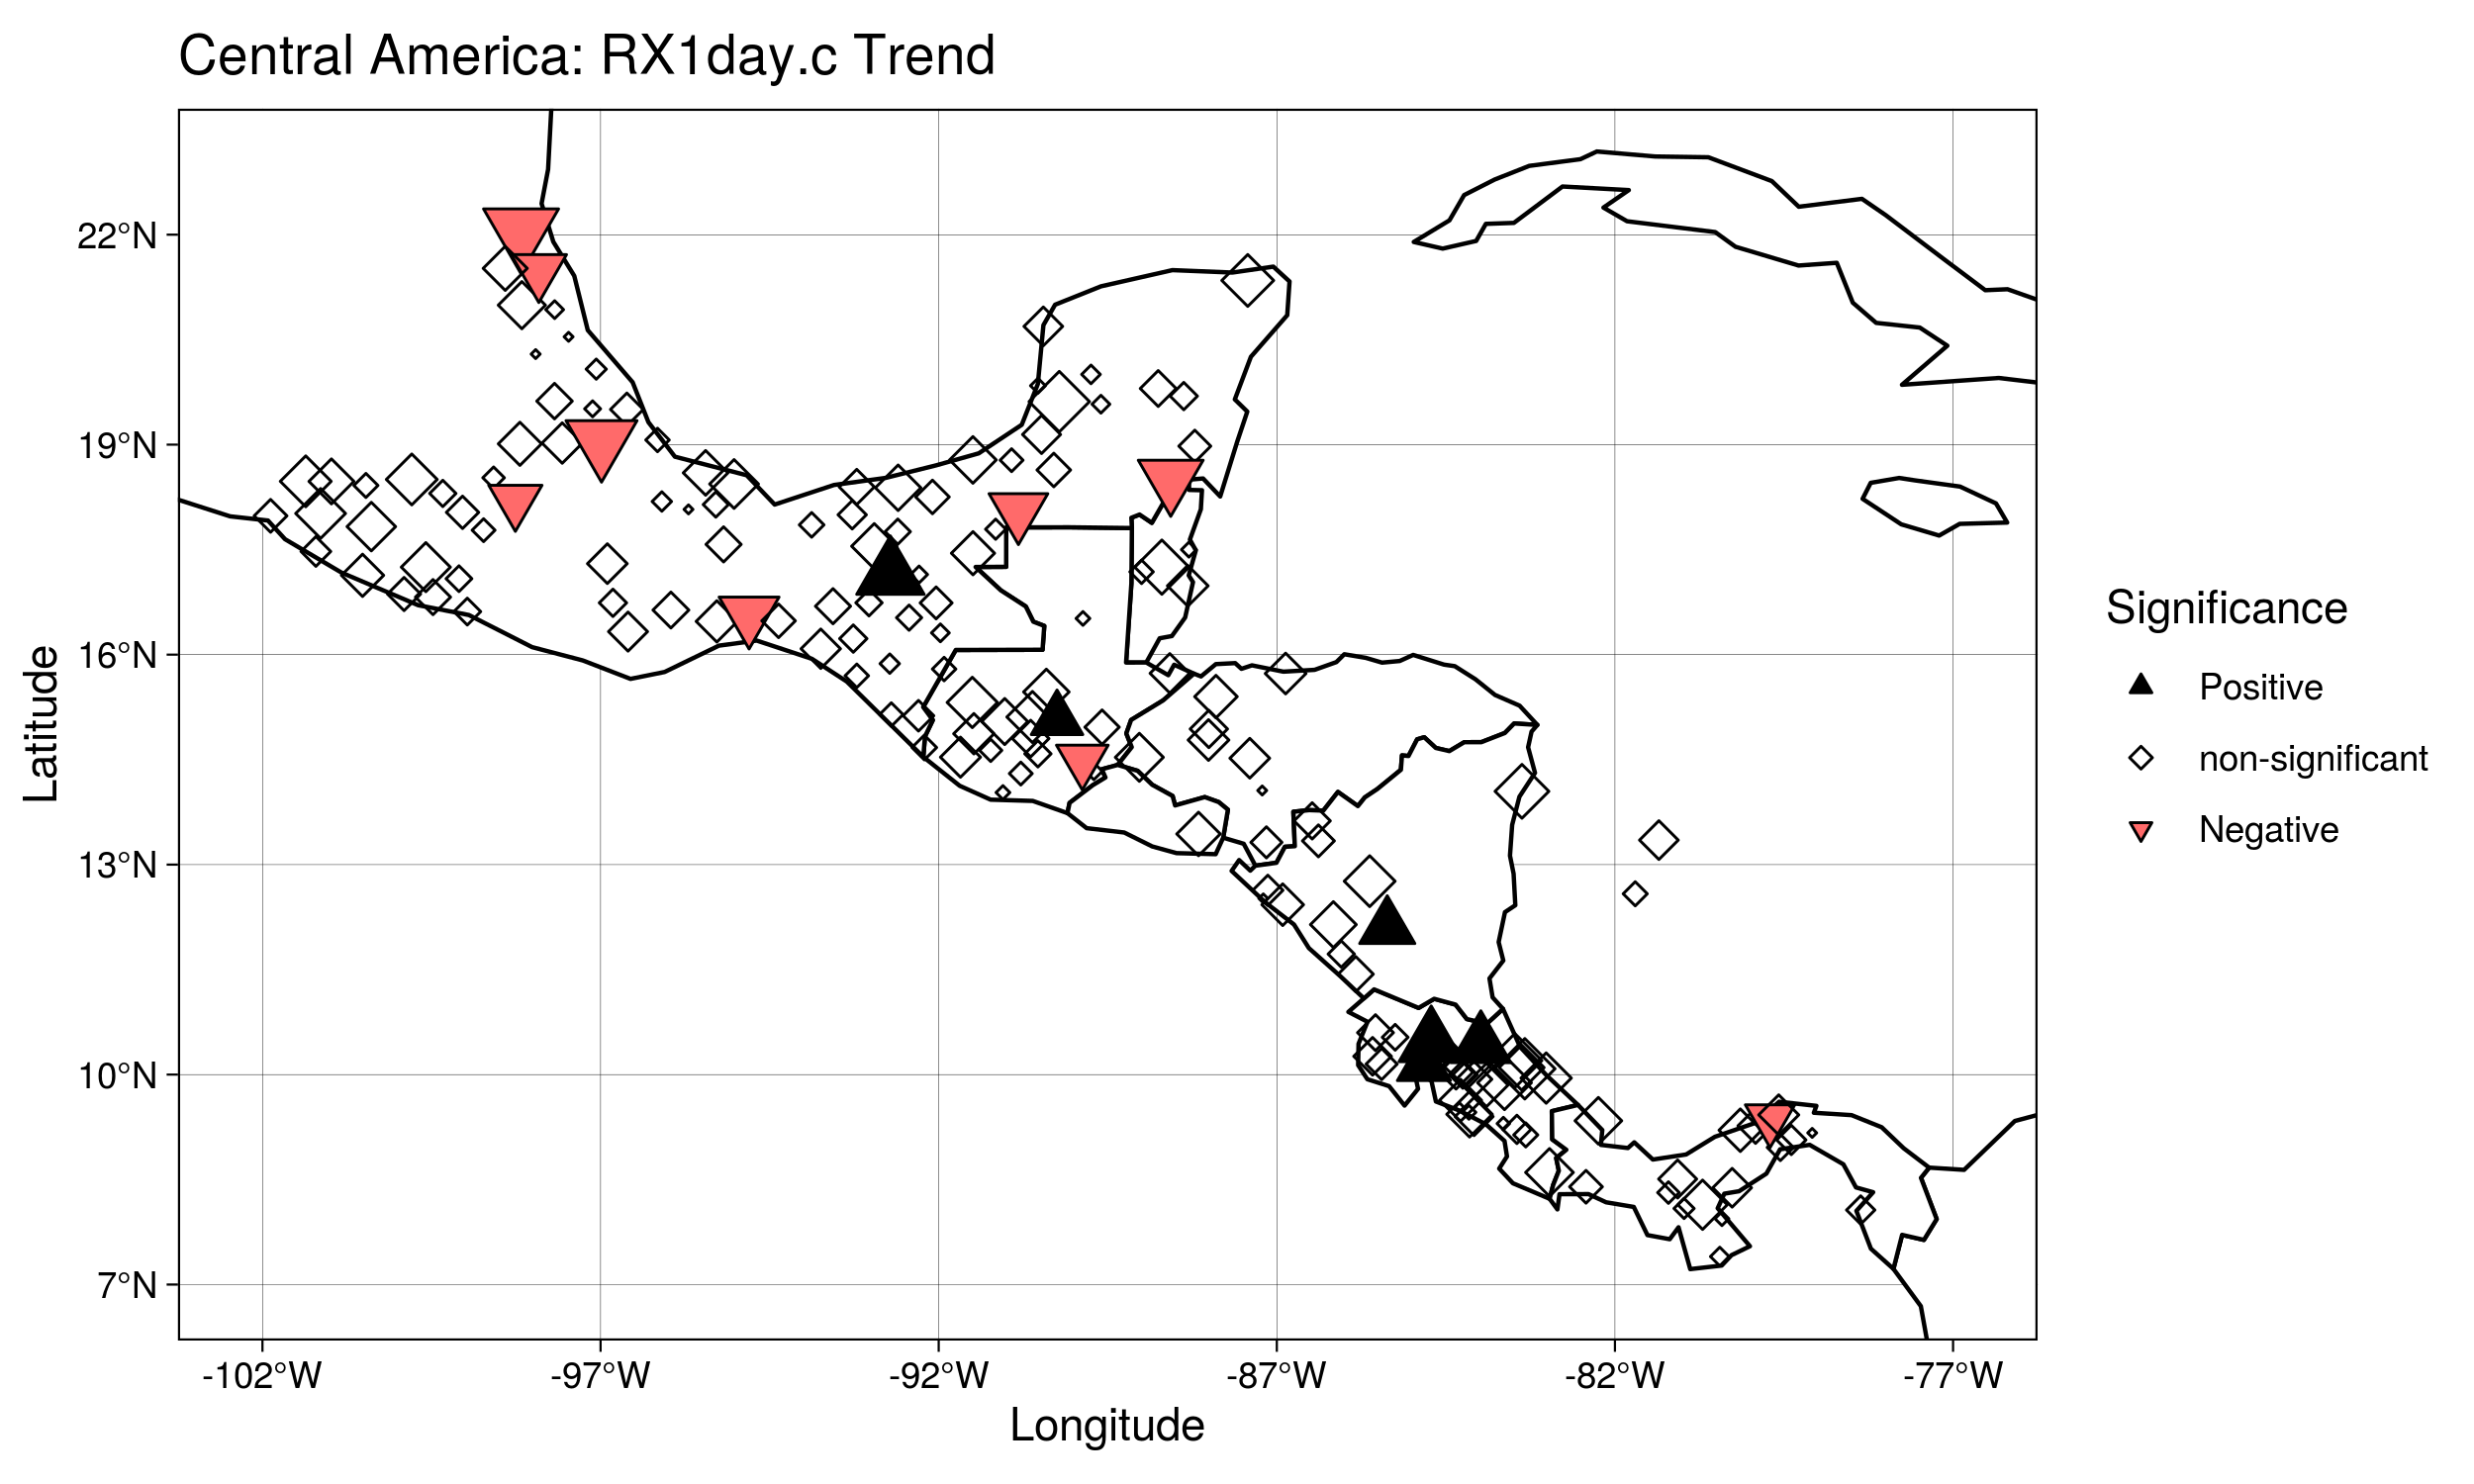 Central America: RX1day.c Trend
22°N
19°N
16°N
13°N
10°N
7°N
Latitude
-102°W
-97°W
-92°W
-87°W
-82°W
-77°W
Longitude
Significance
Positive
non-significant
Negative